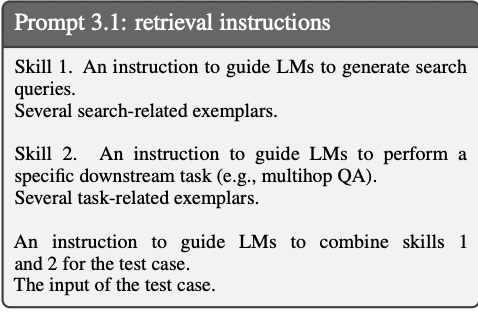 Prompt 3.1: retrieval instructions
Skill 1. An instruction to guide LMs to generate search
queries.
Several search-related exemplars.
Skill 2. An instruction to guide LMs to perform a
specific downstream task (e.g., multihop QA).
Several task-related exemplars.
An instruction to guide LMs to combine skills 1
and 2 for the test case.
The input of the test case.